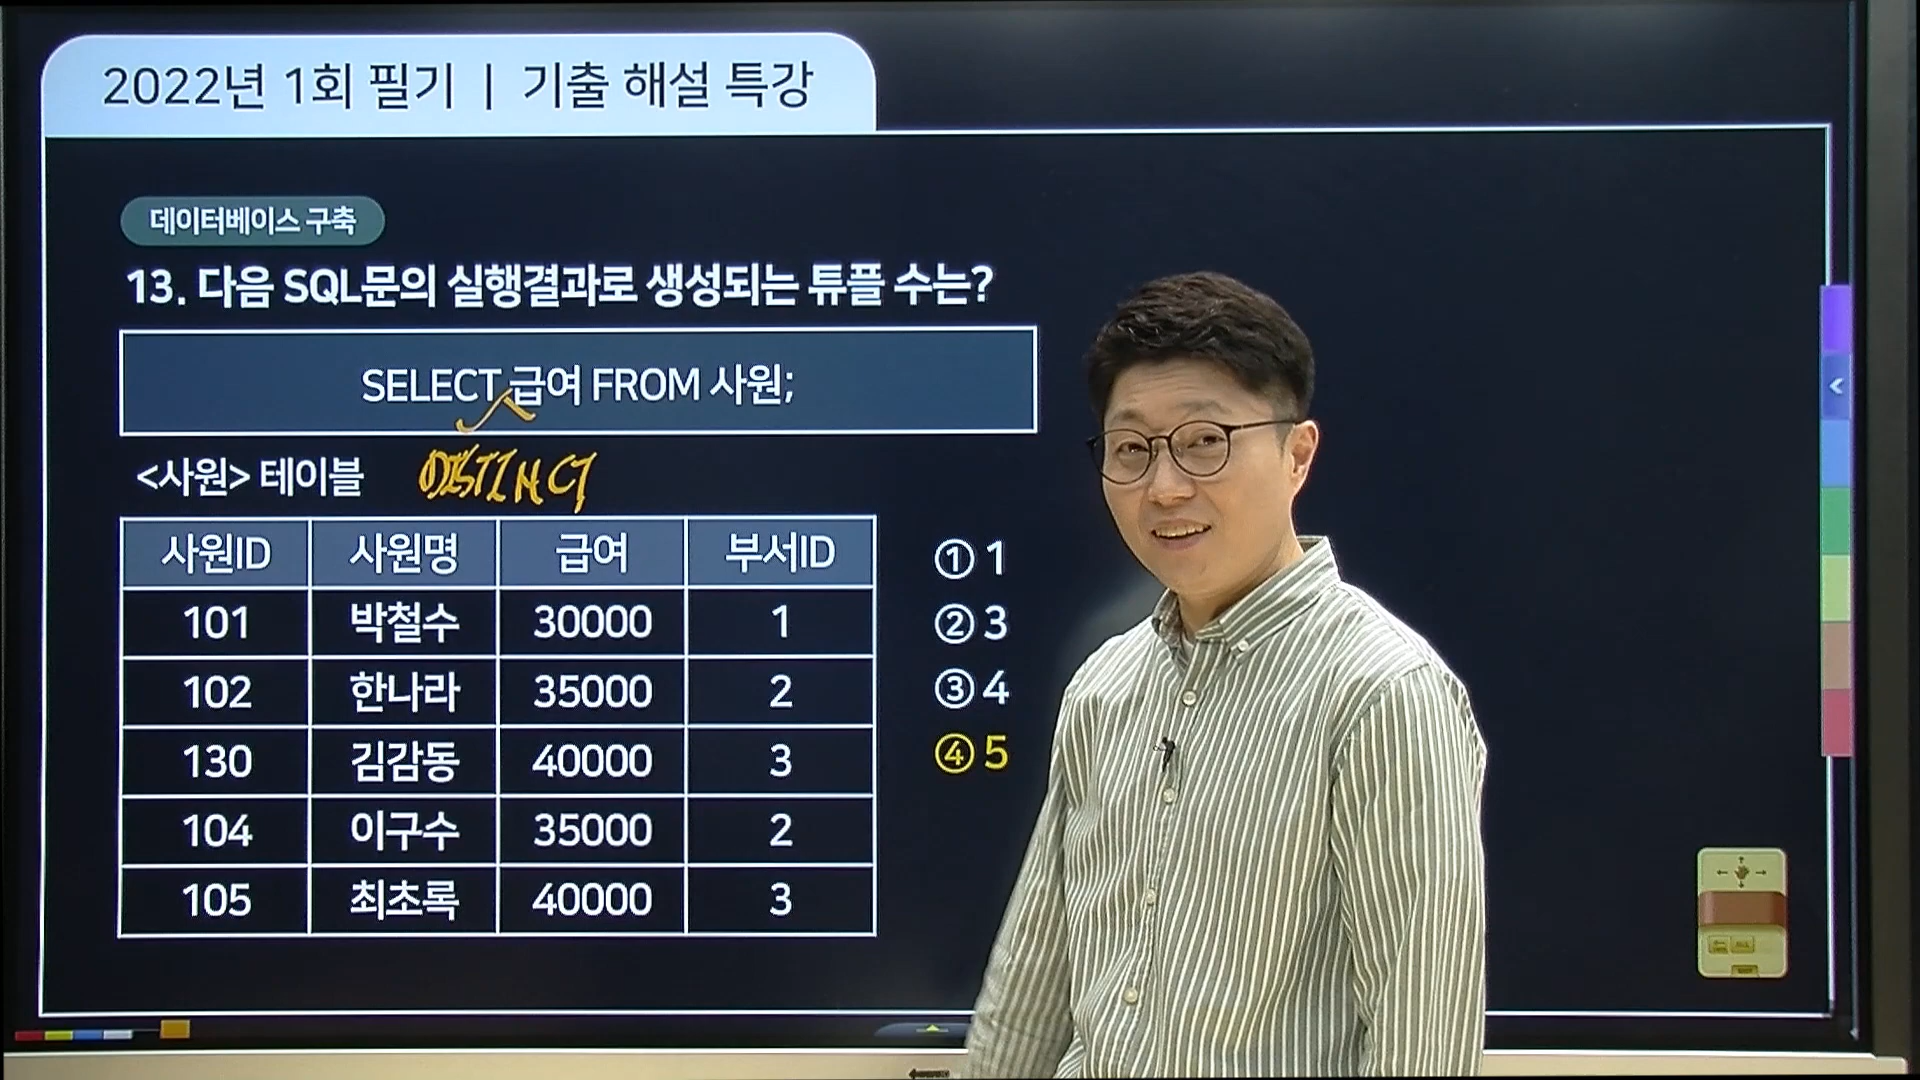 2022년 1회 필기 | 기출 해설 특강
데이터베이스 구축
13. 다음 SQL문의 실행결과로 생성되는 튜플 수는?
SELECT 급여 FROM 사원;
DISTINCT
<사원> 테이블
사원ID 사원명 급여 부서ID
101 박철수 30000 1
102 한나라 35000 2
130 김감동 40000 3
104 이구수 35000 2
105 최초록 40000 3
① 1
② 3
③ 4
④ 5